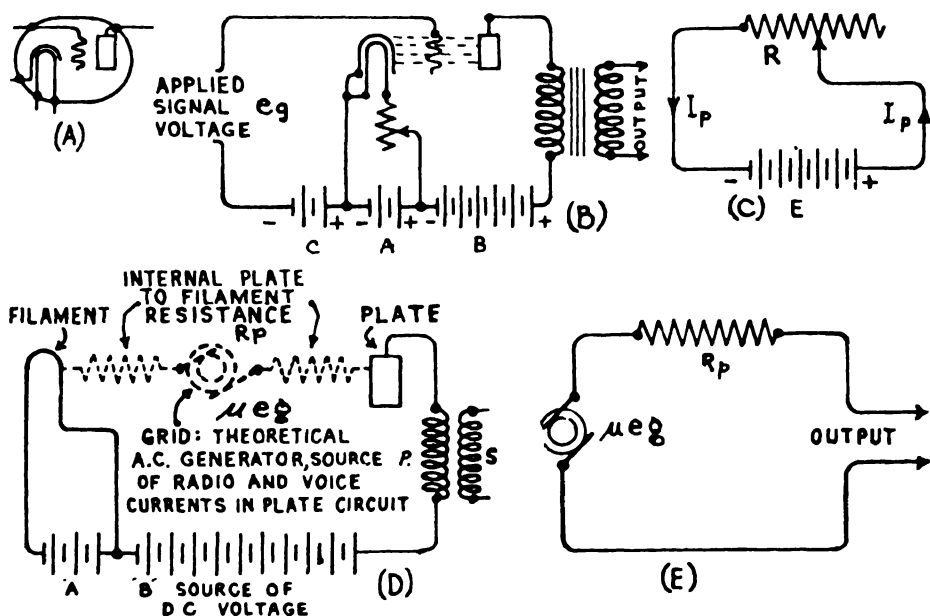 (A)
APPLIED
SIGNAL eg
VOLTAGE
- + - + - +
C A B
(B)
OUTPUT
R
Ip Ip
- +
(C) E
INTERNAL PLATE
TO FILAMENT
RESISTANCE
Rp
FILAMENT
PLATE
μeg
GRID: THEORETICAL
A.C. GENERATOR, SOURCE
OF RADIO AND VOICE
CURRENTS IN PLATE CIRCUIT
P. S
"A" "B" SOURCE OF
DC VOLTAGE
(D)
Rp
μeg
OUTPUT
(E)